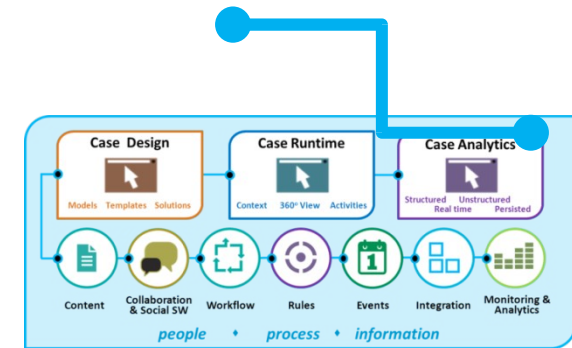 Case Design
Models Templates Solutions
Case Runtime
Context 360° View Activities
Case Analytics
Structured Unstructured
Real time Persisted
Content
Collaboration
& Social SW
Workflow
Rules
1
Events
Integration
Monitoring &
Analytics
people • process • information